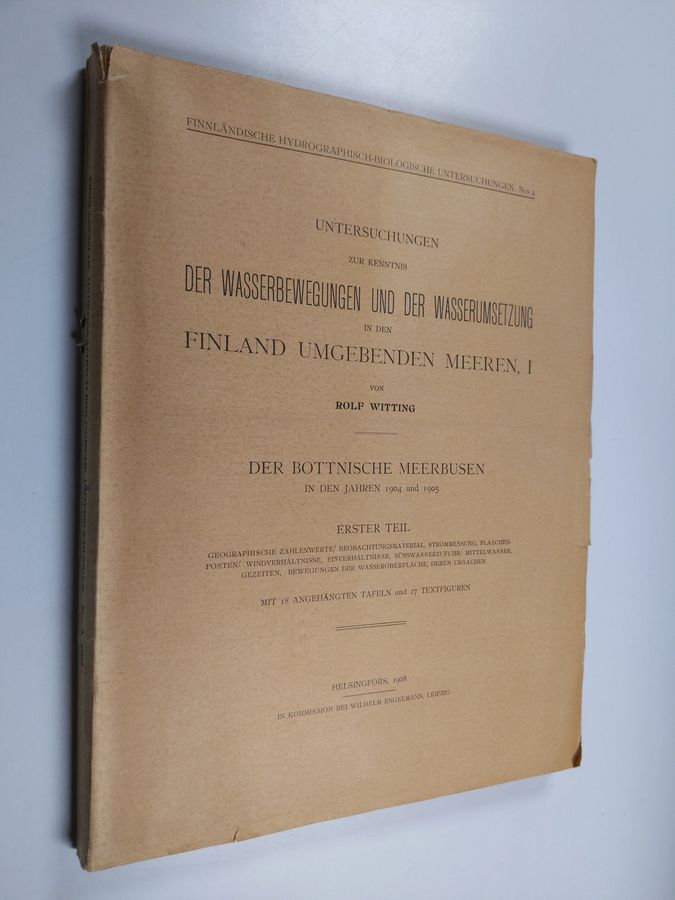 FINNLÄNDISCHE HYDROGRAPHISCH-BIOLOGISCHE UNTERSUCHUNGEN. No 2
UNTERSUCHUNGEN
ZUR KENNTNIS
DER WASSERBEWEGUNGEN UND DER WASSERUMSETZUNG
IN DEN
FINLAND UMGEBENDEN MEEREN, I
VON
ROLF WITTING
DER BOTTNISCHE MEERBUSEN
IN DEN JAHREN 1904 und 1905
ERSTER TEIL.
GEOGRAPHISCHE ZAHLENWERTE/ BEOBACHTUNGSMATERIAL, STROMMESSUNG, FLASCHEN-
POSTEN/ WINDVERHÄLTNISSE, EISVERHÄLTNISSE, SÜSSWASSERZUFUHR/ MITTELWASSER,
GEZEITEN, BEWEGUNGEN DER WASSEROBERFLÄCHE, DEREN URSACHEN
MIT 18 ANGEHÄNGTEN TAFELN und 27 TEXTFIGUREN
HELSINGFORS, 1908
IN KOMMISSION BEI WILHELM ENGELMANN, LEIPZIG